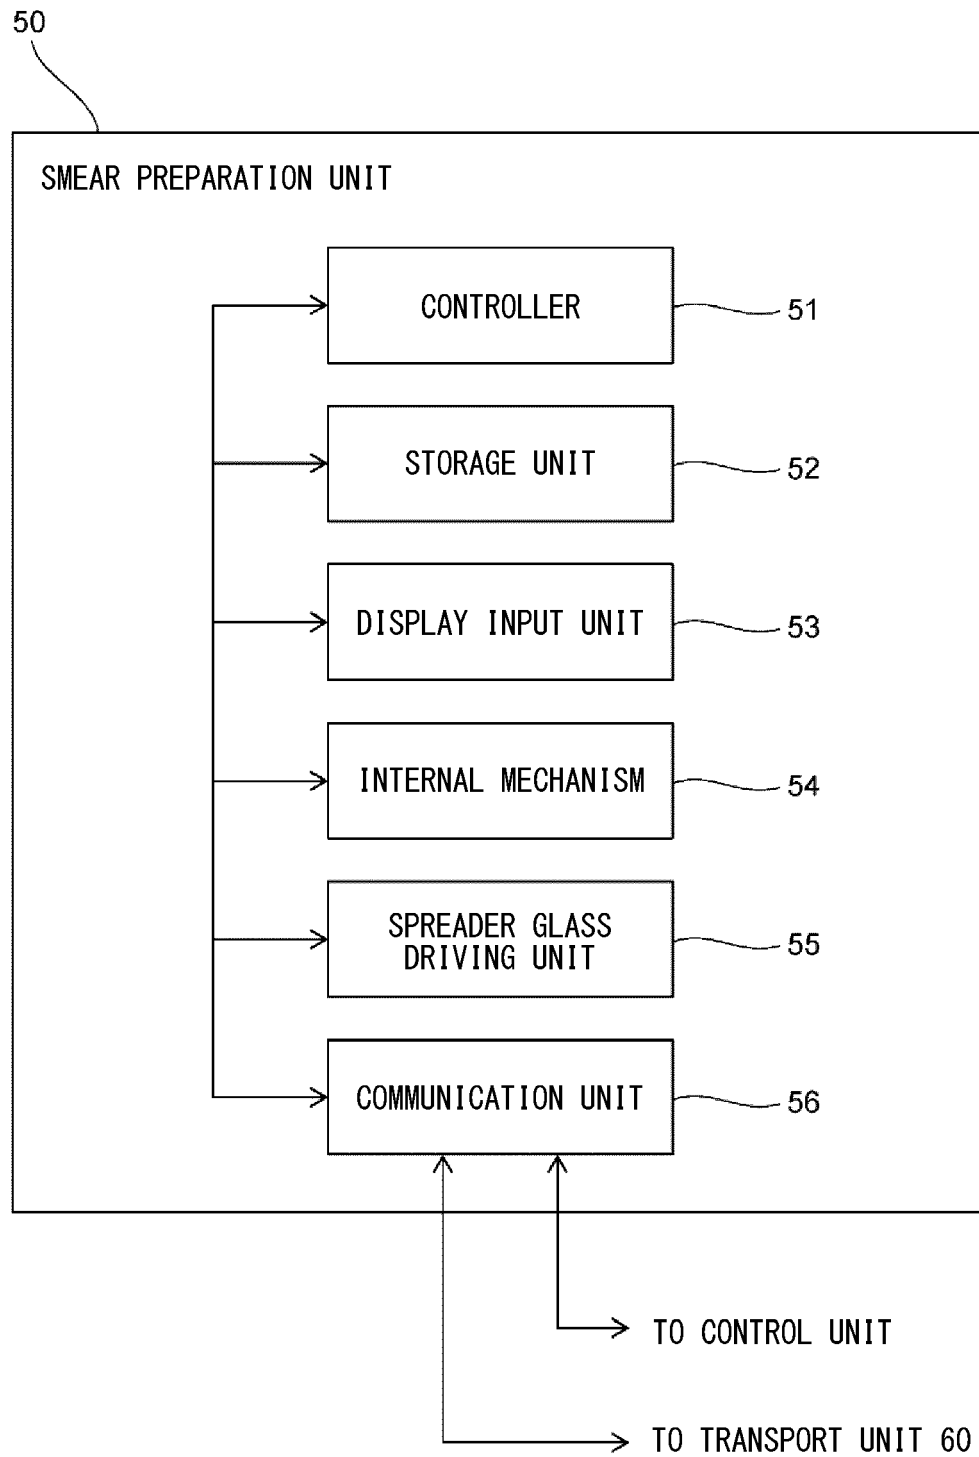 50
SMEAR PREPARATION UNIT
CONTROLLER
51
STORAGE UNIT
52
DISPLAY INPUT UNIT
53
INTERNAL MECHANISM
54
SPREADER GLASS
DRIVING UNIT
55
COMMUNICATION UNIT
56
TO CONTROL UNIT
TO TRANSPORT UNIT 60